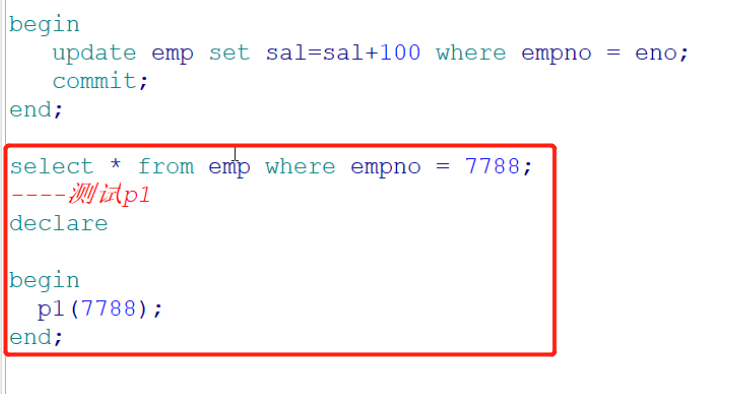 begin
update emp set sal=sal+100 where empno = eno;
commit;
end;
select * from emp where empno = 7788;
----测试p1
declare
begin
p1(7788);
end;